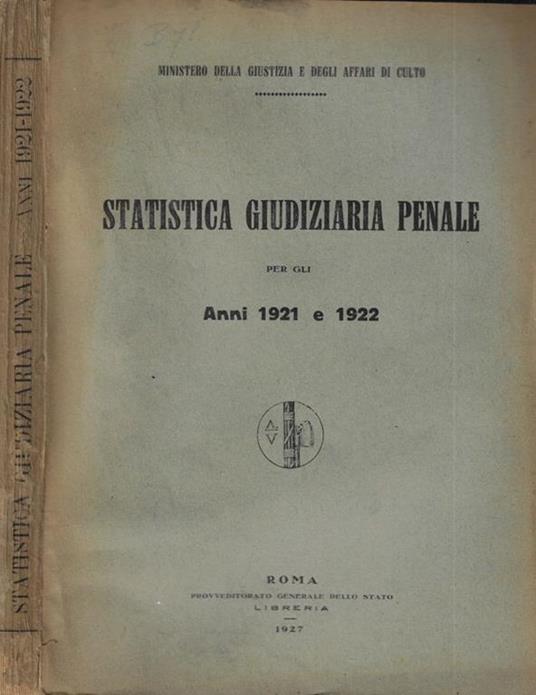 MINISTERO DELLA GIUSTIZIA E DEGLI AFFARI DI CULTO
STATISTICA GIUDIZIARIA PENALE
PER GLI
Anni 1921 e 1922
ROMA
PROVVEDITORATO GENERALE DELLO STATO
LIBRERIA
1927
STATISTICA GIUDIZIARIA PENALE - ANNI 1921-1922